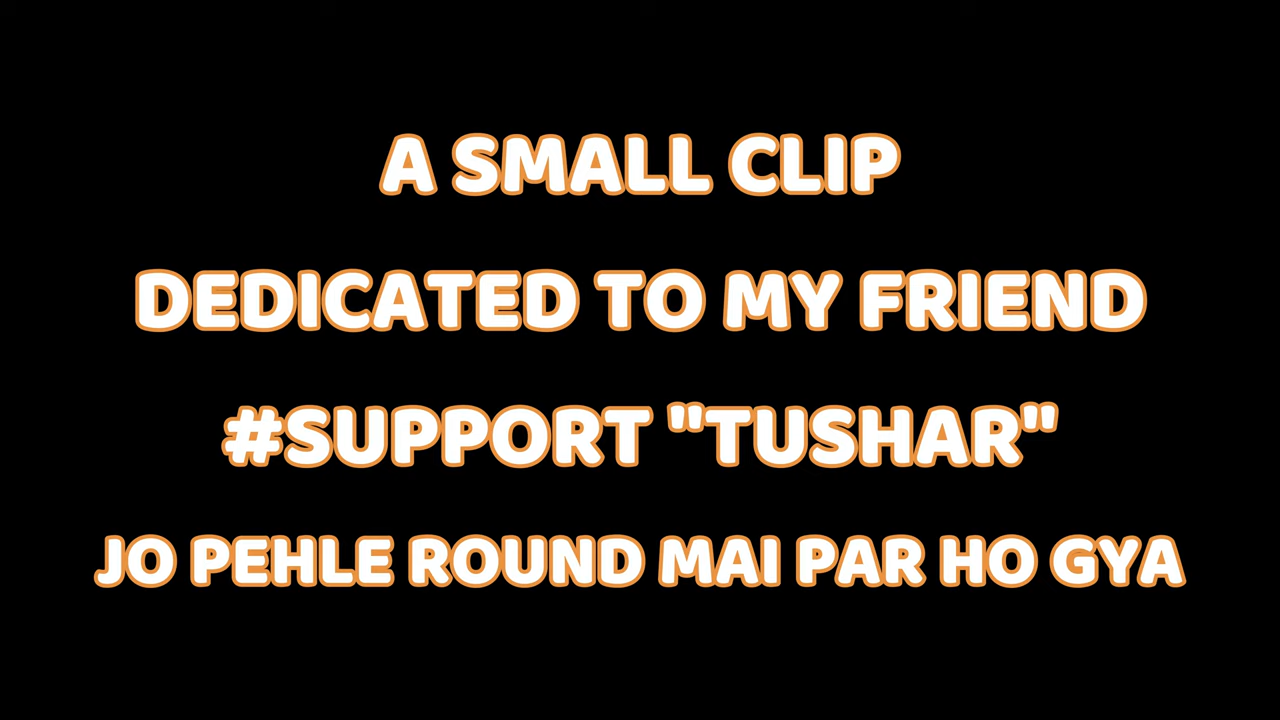 A SMALL CLIP
DEDICATED TO MY FRIEND
#SUPPORT "TUSHAR"
JO PEHLE ROUND MAI PAR HO GYA